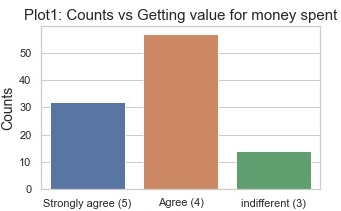 Plot1: Counts vs Getting value for money spent
Counts
50
40
30
20
10
0
Strongly agree (5) Agree (4) indifferent (3)